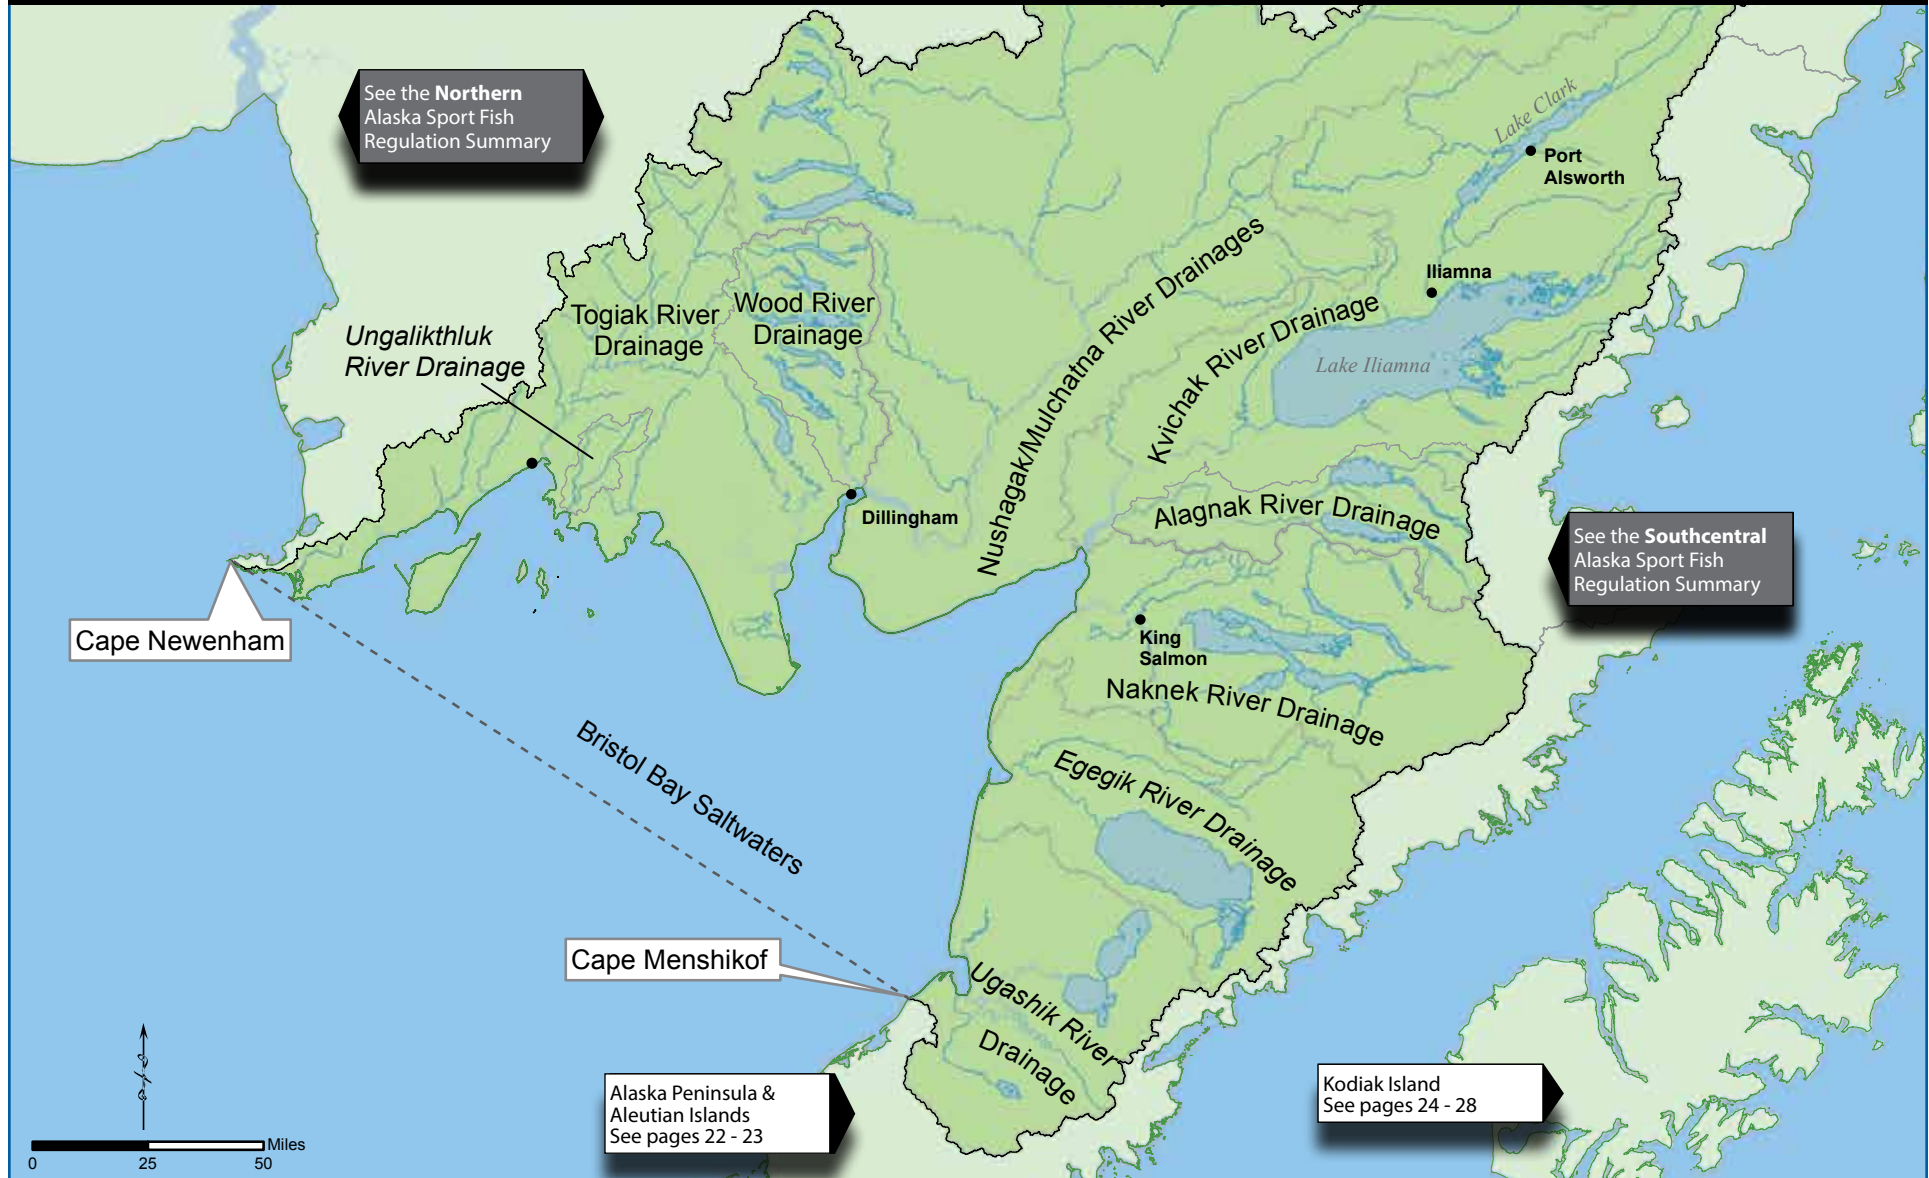 See the Northern
Alaska Sport Fish
Regulation Summary
Lake Clark
Port
Alsworth
Iliamna
Lake Iliamna
Togiak River
Drainage
Wood River
Drainage
Ungalikthluk
River Drainage
Nushagak/Mulchatna River Drainages
Kvichak River Drainage
Alagnak River Drainage
Dillingham
See the Southcentral
Alaska Sport Fish
Regulation Summary
Cape Newenham
King
Salmon
Naknek River Drainage
Bristol Bay Saltwaters
Egegik River Drainage
Cape Menshikof
Ugashik River
Drainage
Alaska Peninsula &
Aleutian Islands
See pages 22 - 23
Kodiak Island
See pages 24 - 28
Miles
0 25 50